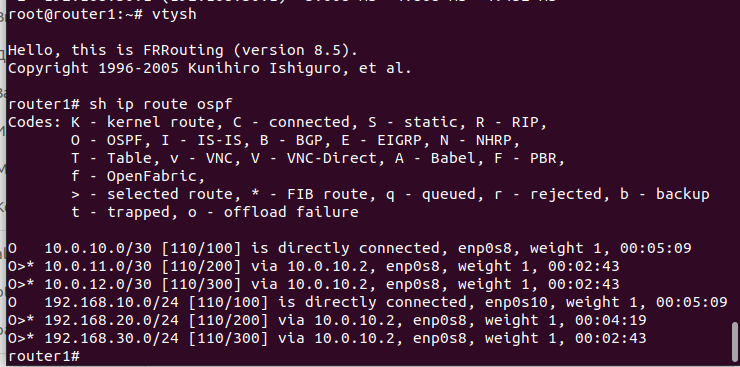 root@router1:~# vtysh
Hello, this is FRRouting (version 8.5).
Copyright 1996-2005 Kunihiro Ishiguro, et al.
router1# sh ip route ospf
Codes: K - kernel route, C - connected, S - static, R - RIP,
O - OSPF, I - IS-IS, B - BGP, E - EIGRP, N - NHRP,
T - Table, v - VNC, V - VNC-Direct, A - Babel, F - PBR,
f - OpenFabric,
> - selected route, * - FIB route, q - queued, r - rejected, b - backup
t - trapped, o - offload failure
O   10.0.10.0/30 [110/100] is directly connected, enp0s8, weight 1, 00:05:09
O>* 10.0.11.0/30 [110/200] via 10.0.10.2, enp0s8, weight 1, 00:02:43
O>* 10.0.12.0/30 [110/300] via 10.0.10.2, enp0s8, weight 1, 00:02:43
O   192.168.10.0/24 [110/100] is directly connected, enp0s10, weight 1, 00:05:09
O>* 192.168.20.0/24 [110/200] via 10.0.10.2, enp0s8, weight 1, 00:04:19
O>* 192.168.30.0/24 [110/300] via 10.0.10.2, enp0s8, weight 1, 00:02:43
router1#